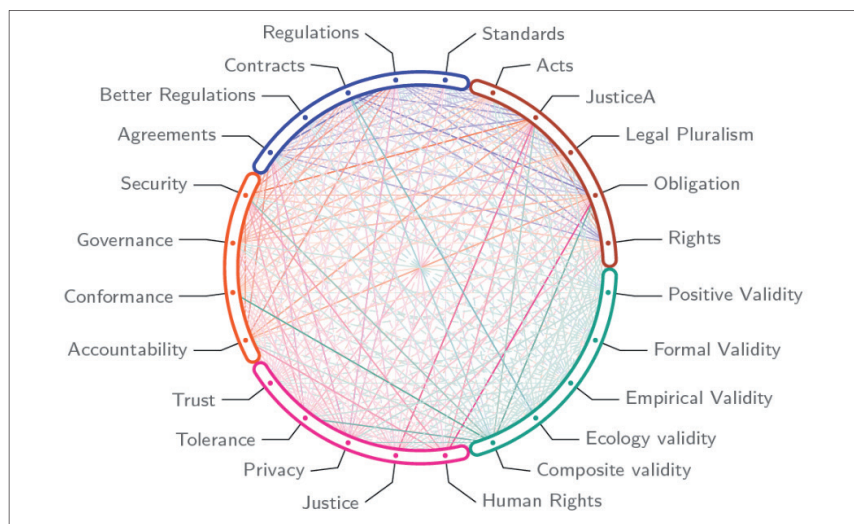 Regulations
Standards
Contracts
Acts
Better Regulations
JusticeA
Agreements
Legal Pluralism
Security
Obligation
Governance
Rights
Conformance
Positive Validity
Accountability
Formal Validity
Trust
Empirical Validity
Tolerance
Ecology validity
Privacy
Composite validity
Justice
Human Rights